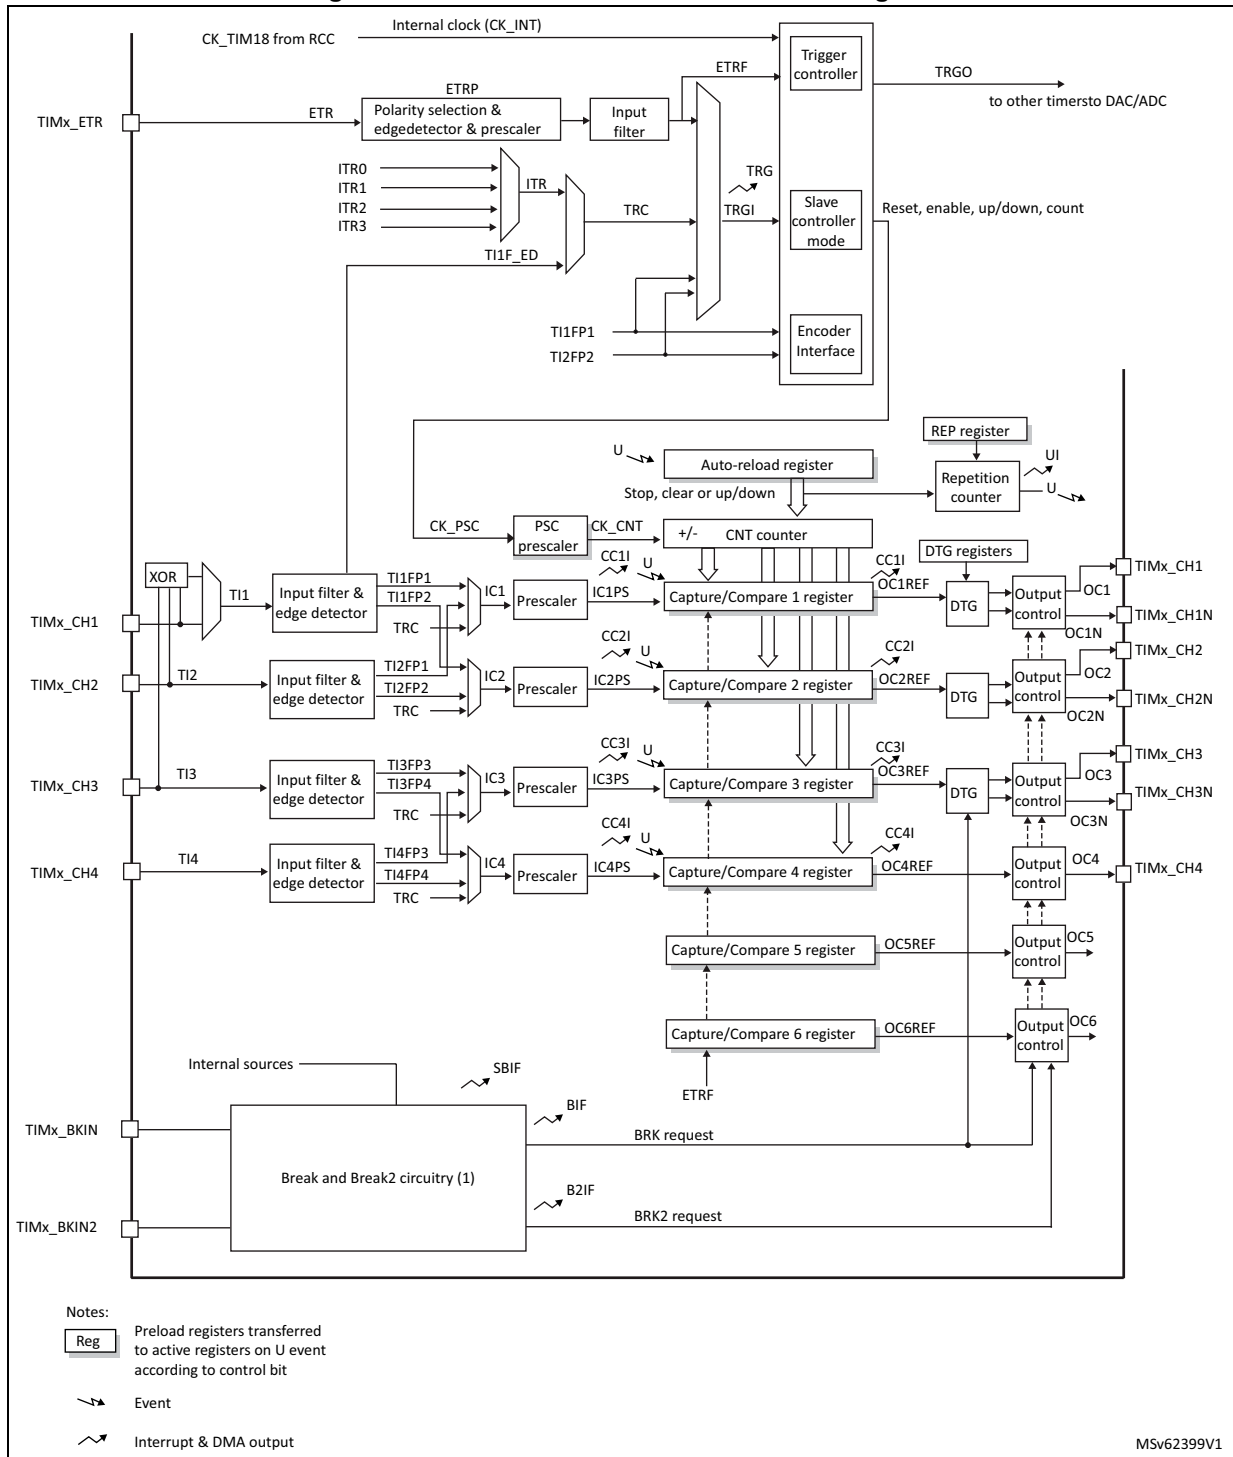 Internal clock (CK_INT)
CK_TIM18 from RCC
Trigger
controller
ETRF
TRGO
to other timersto DAC/ADC
ETRP
ETR
Polarity selection &
edgedetector & prescaler
Input
filter
TIMx_ETR
ITR0
ITR1
ITR2
ITR3
ITR
TRC
TI1F_ED
TRG
TRGI
Slave
controller
mode
Reset, enable, up/down, count
TI1FP1
TI2FP2
Encoder
Interface
REP register
U
Auto-reload register
Repetition
counter
UI
U
Stop, clear or up/down
CK_PSC
PSC
prescaler
CK_CNT
+/-
CNT counter
DTG registers
XOR
TI1
Input filter &
edge detector
TI1FP1
TI1FP2
TRC
IC1
Prescaler
IC1PS
CC1I
U
Capture/Compare 1 register
CC1I
OC1REF
DTG
Output
control
OC1
OC1N
TIMx_CH1
TIMx_CH1N
TIMx_CH1
TIMx_CH2
TI2
Input filter &
edge detector
TI2FP1
TI2FP2
TRC
IC2
Prescaler
IC2PS
CC2I
U
Capture/Compare 2 register
CC2I
OC2REF
DTG
Output
control
OC2
OC2N
TIMx_CH2
TIMx_CH2N
TIMx_CH3
TI3
Input filter &
edge detector
TI3FP3
TI3FP4
TRC
IC3
Prescaler
IC3PS
CC3I
U
Capture/Compare 3 register
CC3I
OC3REF
DTG
Output
control
OC3
OC3N
TIMx_CH3
TIMx_CH3N
TIMx_CH4
TI4
Input filter &
edge detector
TI4FP3
TI4FP4
TRC
IC4
Prescaler
IC4PS
CC4I
U
Capture/Compare 4 register
CC4I
OC4REF
Output
control
OC4
TIMx_CH4
Capture/Compare 5 register
OC5REF
Output
control
OC5
Capture/Compare 6 register
OC6REF
Output
control
OC6
ETRF
Internal sources
SBIF
TIMx_BKIN
BIF
BRK request
Break and Break2 circuitry (1)
B2IF
BRK2 request
TIMx_BKIN2
Notes:
Reg
Preload registers transferred
to active registers on U event
according to control bit
Event
Interrupt & DMA output
MSv62399V1